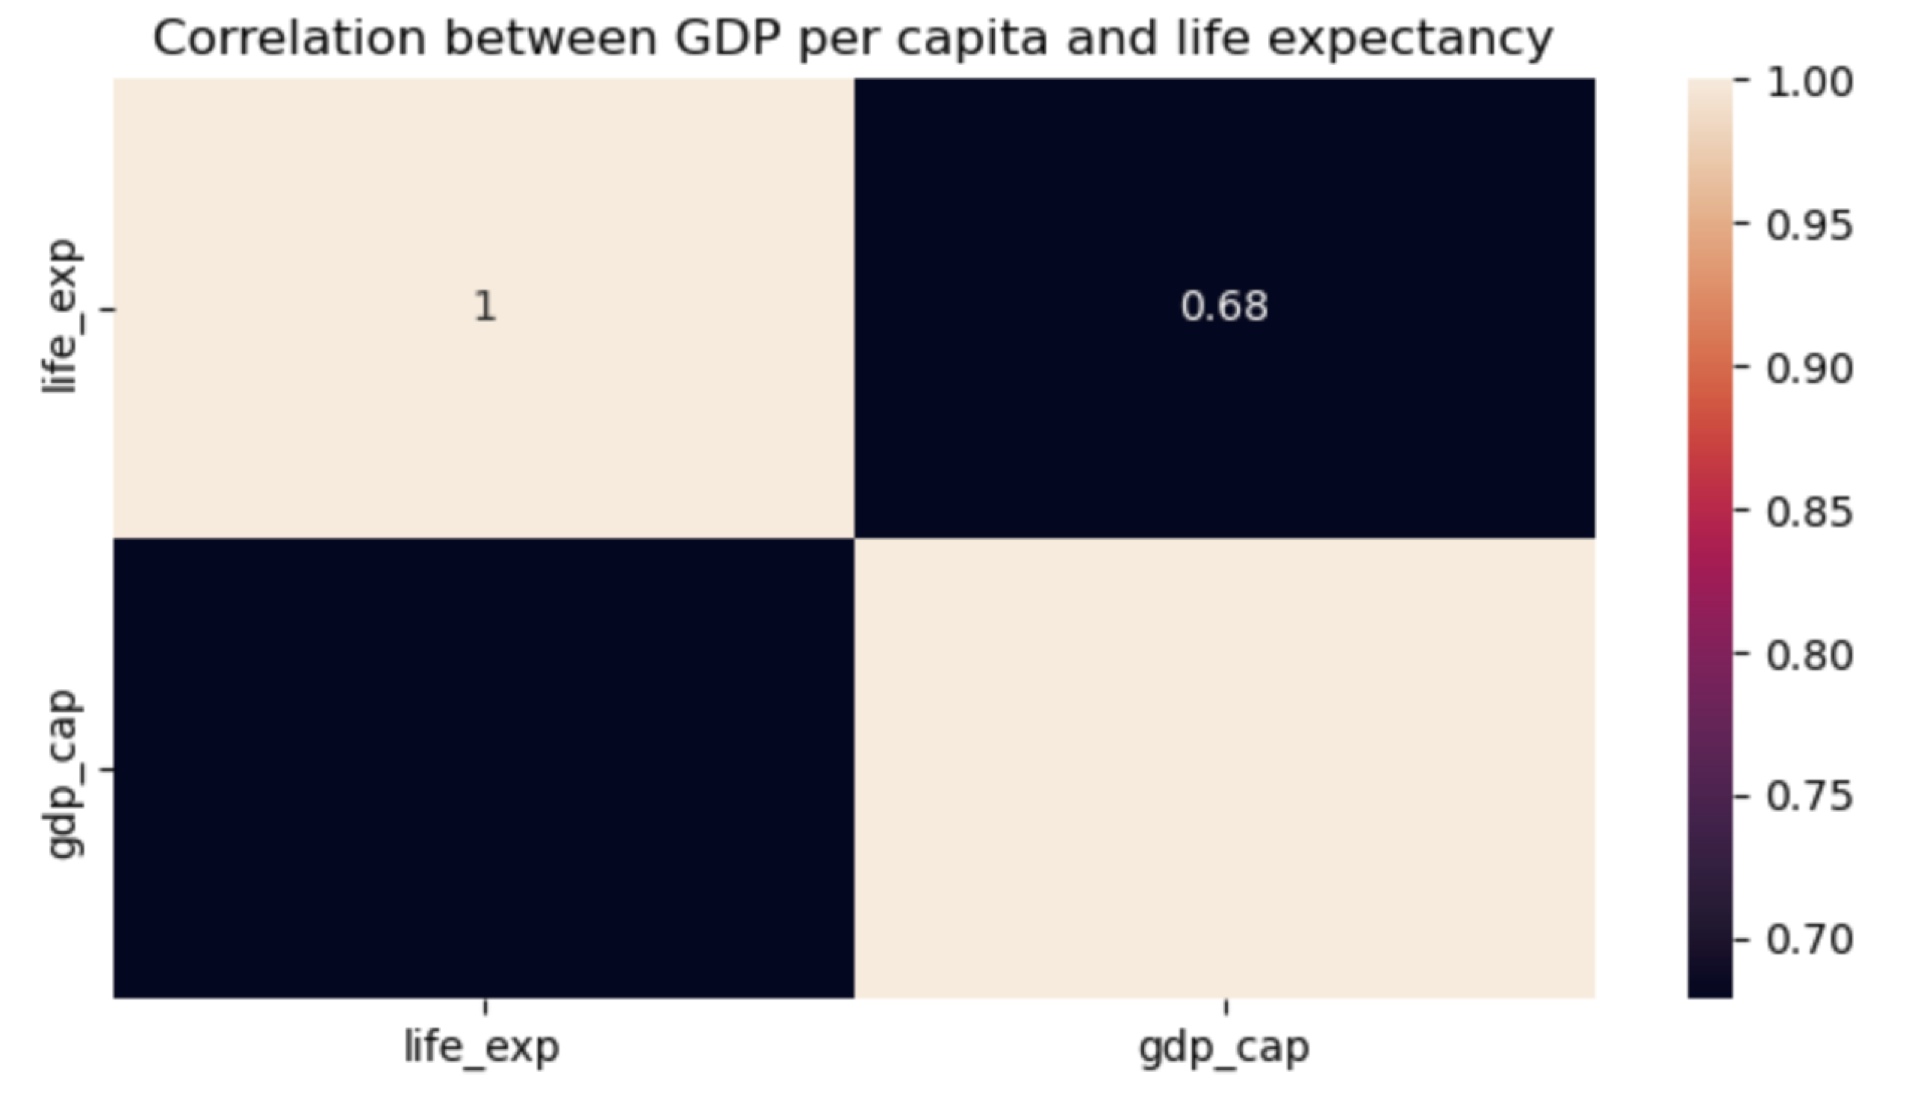 Correlation between GDP per capita and life expectancy
1.00
0.95
0.90
0.85
0.80
0.75
0.70
life_exp
1
0.68
gdp_cap
life_exp
gdp_cap